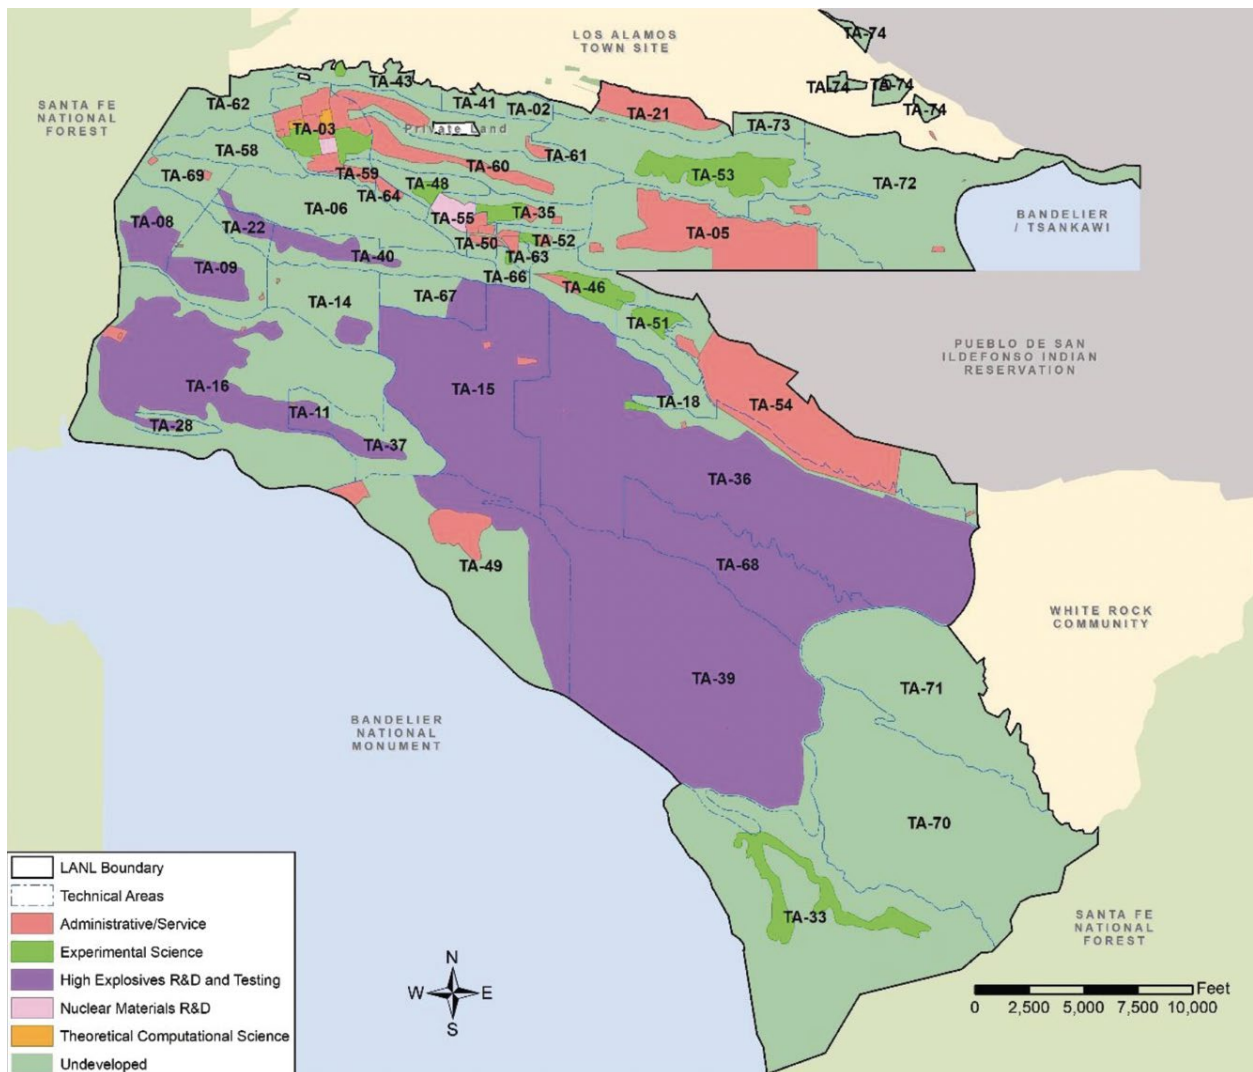 LOS ALAMOS
TOWN SITE
TA-74
TA-74
TA-74
TA-74
SANTA FE
NATIONAL
FOREST
TA-62
TA-43
TA-41
TA-02
TA-21
TA-73
TA-03
Private Land
TA-58
TA-61
TA-60
TA-53
TA-72
TA-69
TA-59
TA-48
TA-64
TA-06
TA-08
TA-22
TA-55
TA-35
TA-05
BANDELIER
/ TSANKAWI
TA-50
TA-52
TA-40
TA-63
TA-09
TA-66
TA-46
TA-67
TA-14
TA-51
PUEBLO DE SAN
ILDEFONSO INDIAN
RESERVATION
TA-16
TA-15
TA-18
TA-54
TA-11
TA-28
TA-37
TA-36
TA-49
TA-68
WHITE ROCK
COMMUNITY
TA-39
TA-71
BANDELIER
NATIONAL
MONUMENT
TA-70
TA-33
SANTA FE
NATIONAL
FOREST
LANL Boundary
Technical Areas
Administrative/Service
Experimental Science
High Explosives R&D and Testing
Nuclear Materials R&D
Theoretical Computational Science
Undeveloped
N
W E
S
Feet
0 2,500 5,000 7,500 10,000